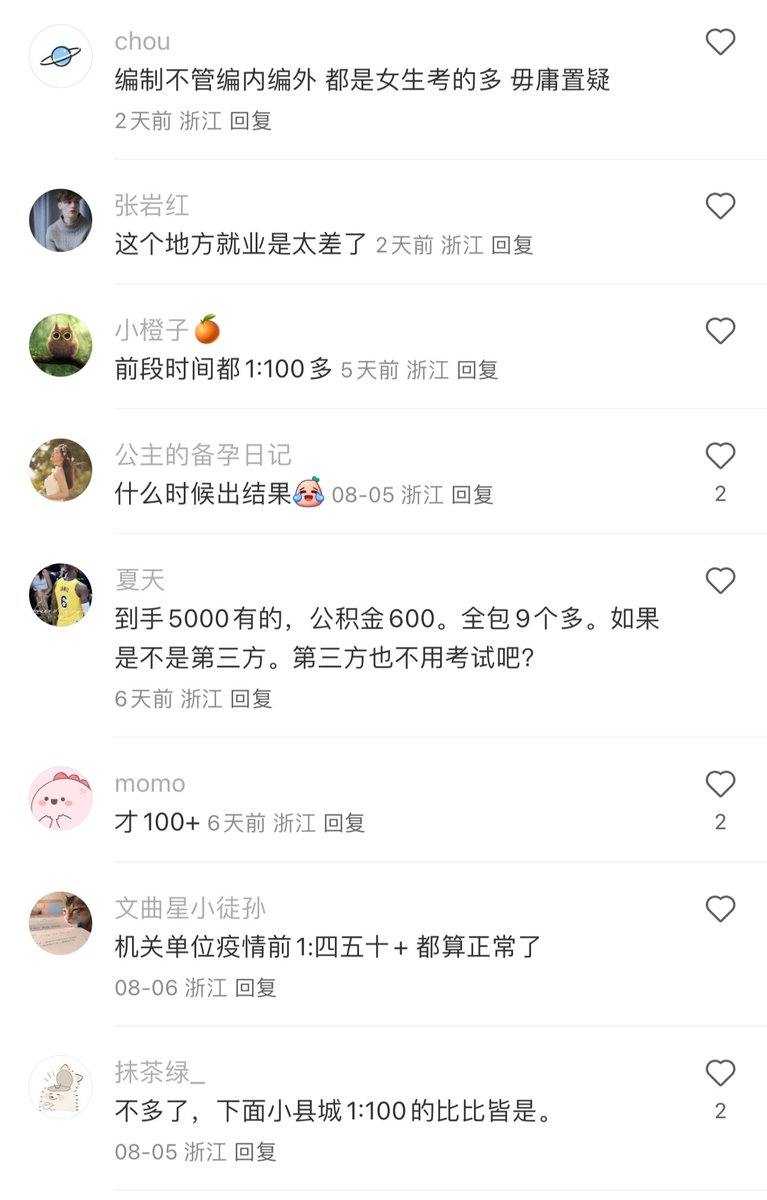 chou
编制不管编内编外 都是女生考的多 毋庸置疑
2天前 浙江 回复
张岩红
这个地方就业是太差了 2天前 浙江 回复
小橙子🍊
前段时间都1:100多 5天前 浙江 回复
公主的备孕日记
什么时候出结果 08-05 浙江 回复
2
夏天
到手5000有的，公积金600。全包9个多。如果
是不是第三方。第三方也不用考试吧？
6天前 浙江 回复
momo
才100+ 6天前 浙江 回复
2
文曲星小徒孙
机关单位疫情前1:四五十+ 都算正常了
08-06 浙江 回复
抹茶绿_
不多了，下面小县城1:100的比比皆是。
2
08-05 浙江 回复